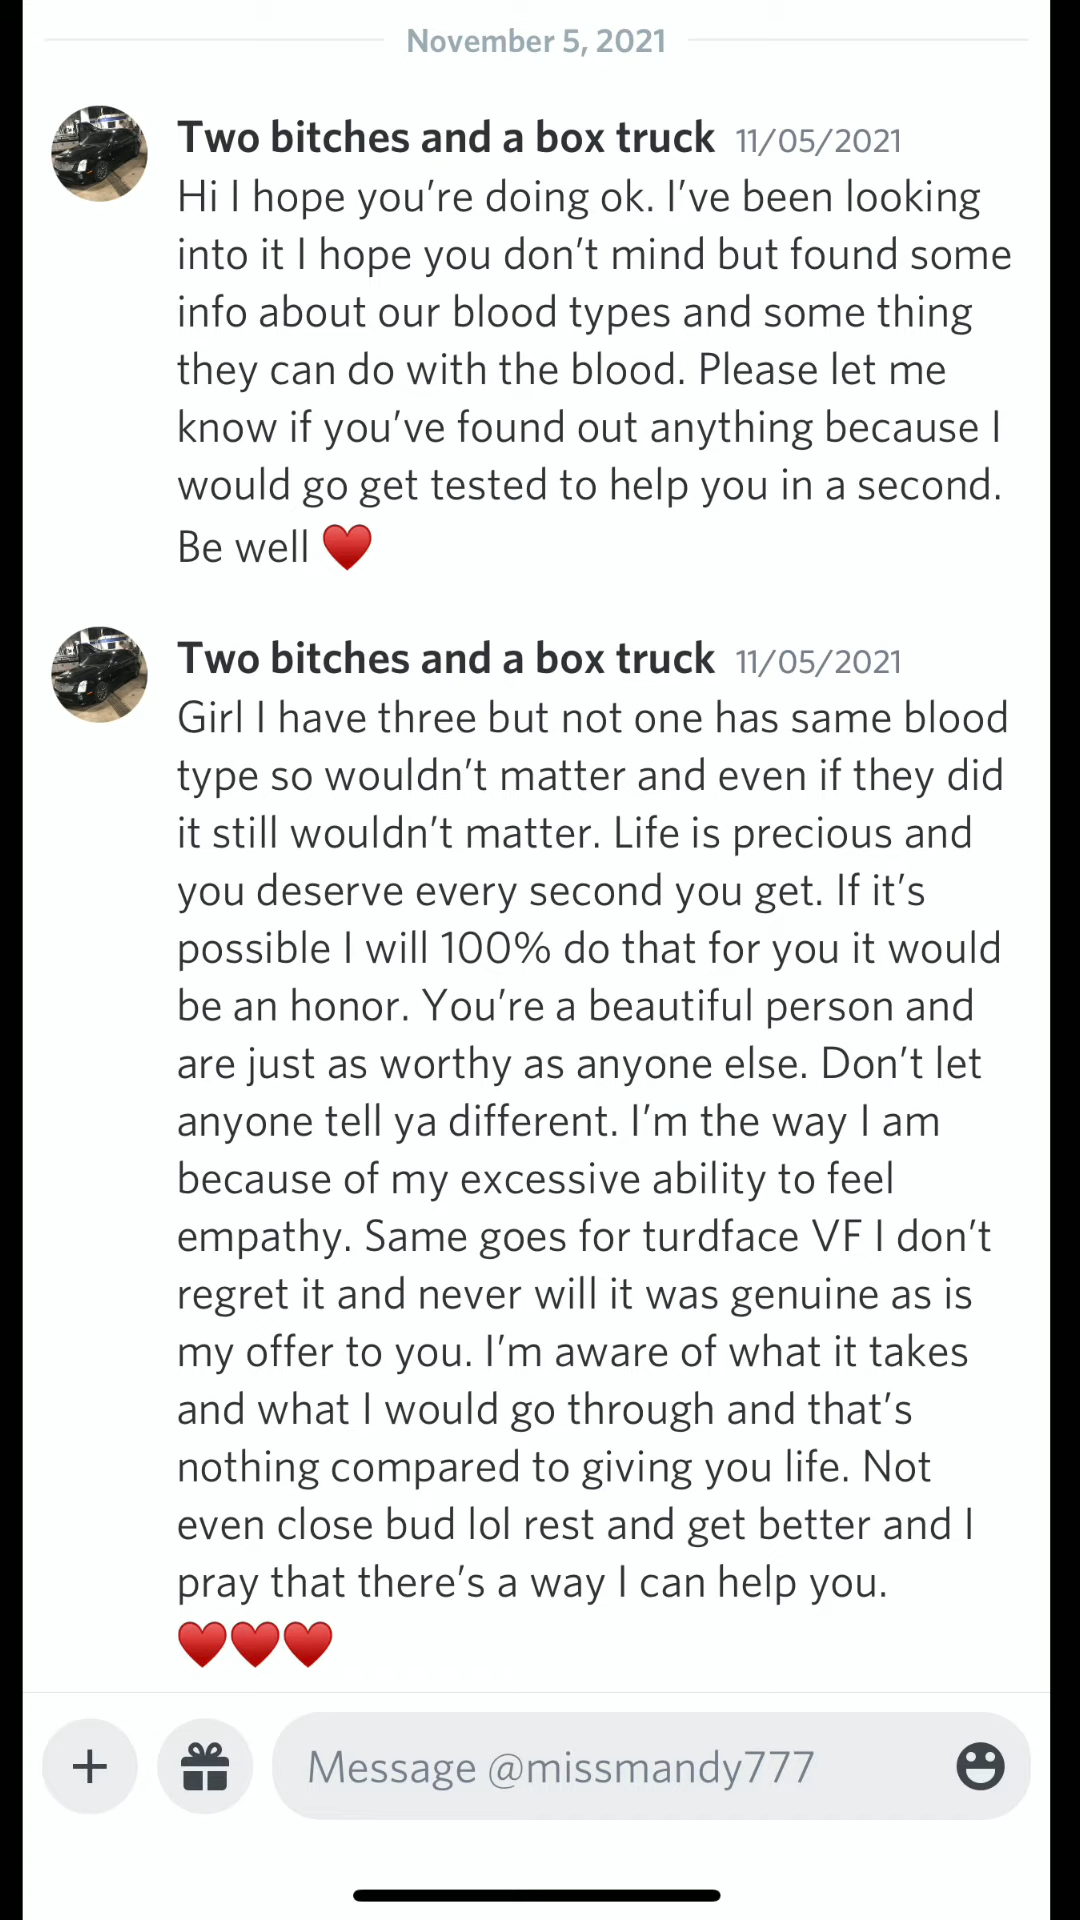 November 5, 2021
Two bitches and a box truck 11/05/2021
Hi I hope you’re doing ok. I’ve been looking
into it I hope you don’t mind but found some
info about our blood types and some thing
they can do with the blood. Please let me
know if you’ve found out anything because I
would go get tested to help you in a second.
Be well ♥️
Two bitches and a box truck 11/05/2021
Girl I have three but not one has same blood
type so wouldn’t matter and even if they did
it still wouldn’t matter. Life is precious and
you deserve every second you get. If it’s
possible I will 100% do that for you it would
be an honor. You’re a beautiful person and
are just as worthy as anyone else. Don’t let
anyone tell ya different. I’m the way I am
because of my excessive ability to feel
empathy. Same goes for turdface VF I don’t
regret it and never will it was genuine as is
my offer to you. I’m aware of what it takes
and what I would go through and that’s
nothing compared to giving you life. Not
even close bud lol rest and get better and I
pray that there’s a way I can help you.
♥️♥️♥️
Message @missmandy777